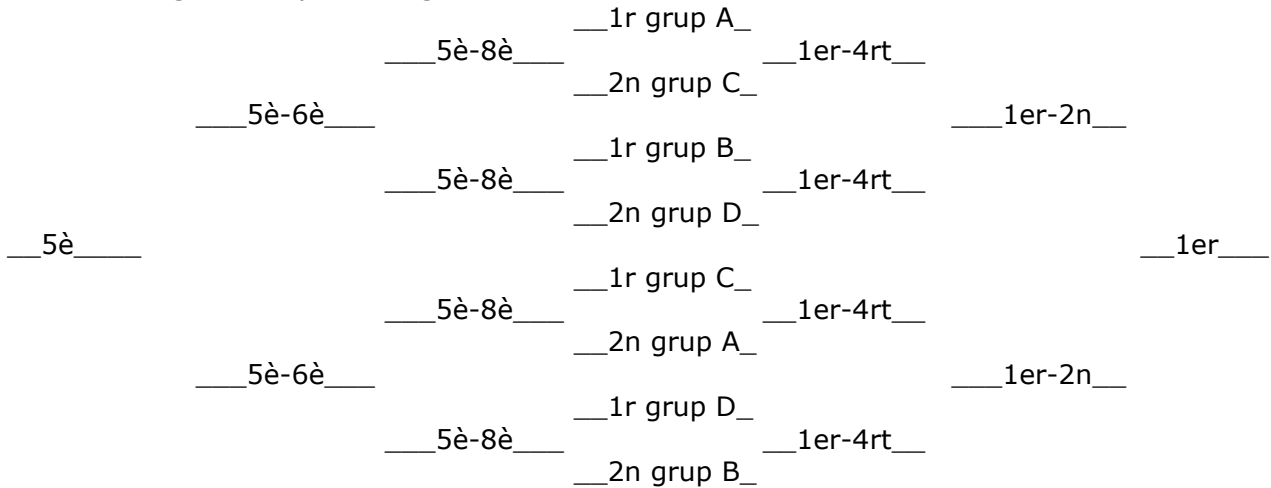 __1r grup A_
___5è-8è___ __1er-4rt__
__2n grup C_
___5è-6è___ ___1er-2n__
__1r grup B_
___5è-8è___ __1er-4rt__
__2n grup D_
__5è____ __1er___
__1r grup C_
___5è-8è___ __1er-4rt__
__2n grup A_
___5è-6è___ ___1er-2n__
__1r grup D_
___5è-8è___ __1er-4rt__
__2n grup B_